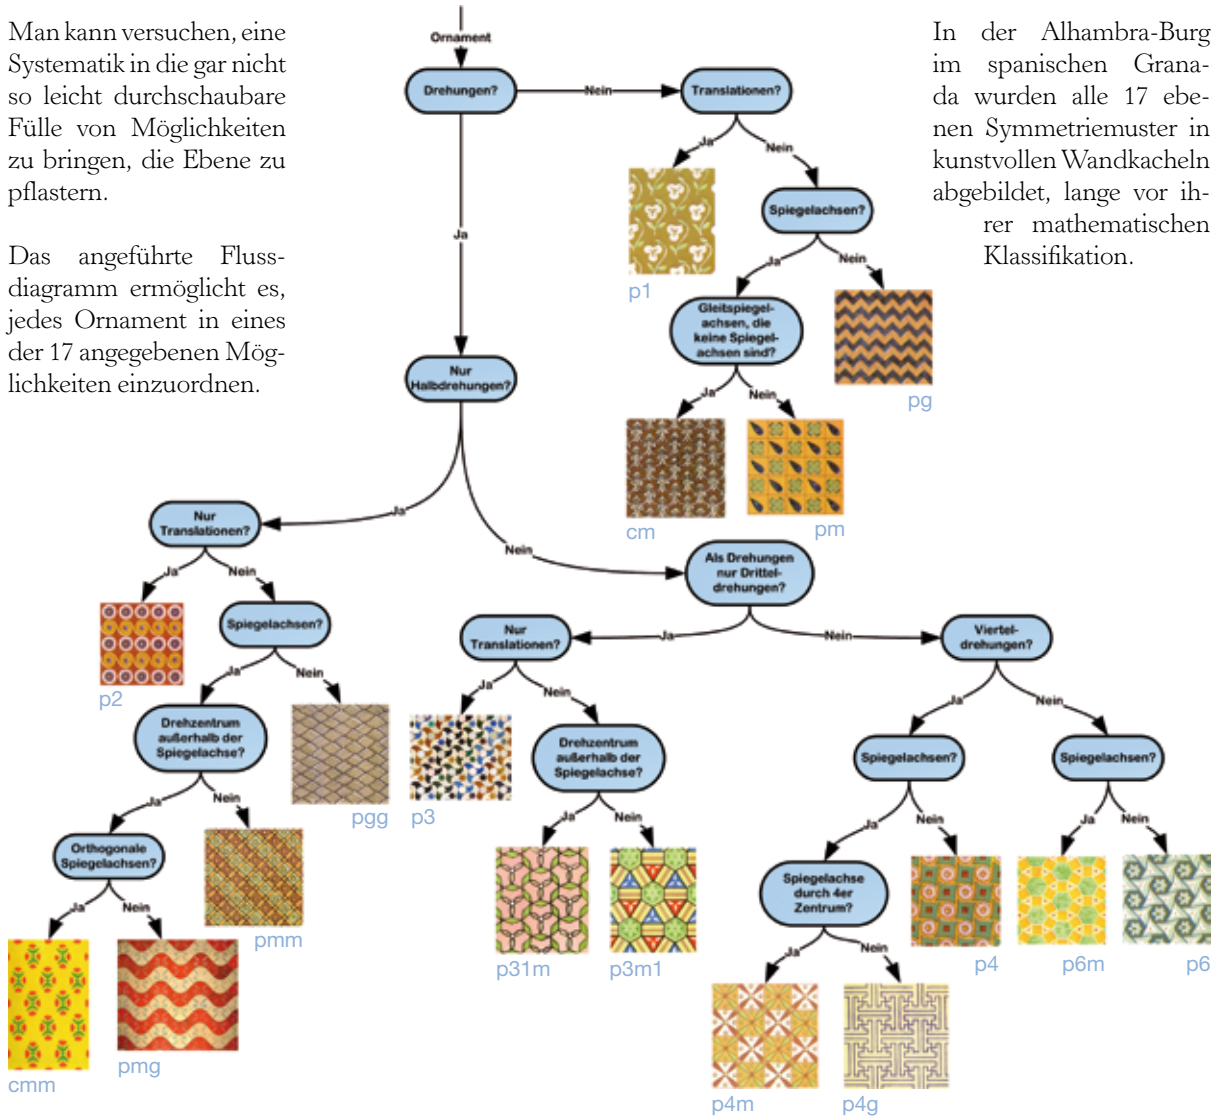 Man kann versuchen, eine
Systematik in die gar nicht
so leicht durchschaubare
Fülle von Möglichkeiten
zu bringen, die Ebene zu
pflastern.
Das angeführte Fluss-
diagramm ermöglicht es,
jedes Ornament in eines
der 17 angegebenen Mög-
lichkeiten einzuordnen.
In der Alhambra-Burg
im spanischen Grana-
da wurden alle 17 ebe-
nen Symmetriemuster in
kunstvollen Wandkacheln
abgebildet, lange vor ih-
rer mathematischen
Klassifikation.
Ornament
Drehungen?
Nein
Translationen?
Ja
Nein
p1
Spiegelachsen?
Ja
Nein
Gleitspiegel-
achsen, die
keine Spiegel-
achsen sind?
pg
Ja
Nein
cm
pm
Ja
Nur
Halbdrehungen?
Ja
Nein
Nur
Translationen?
Ja
Nein
p2
Spiegelachsen?
Ja
Nein
Drehzentrum
außerhalb der
Spiegelachse?
pgg
Ja
Nein
Orthogonale
Spiegelachsen?
pmm
Ja
Nein
cmm
pmg
Als Drehungen
nur Drittel-
drehungen?
Ja
Nein
Nur
Translationen?
Ja
Nein
p3
Drehzentrum
außerhalb der
Spiegelachse?
Ja
Nein
p31m
p3m1
Viertel-
drehungen?
Ja
Nein
Spiegelachsen?
Ja
Nein
Spiegelachse
durch 4er
Zentrum?
p4
Ja
Nein
p4m
p4g
Spiegelachsen?
Ja
Nein
p6m
p6